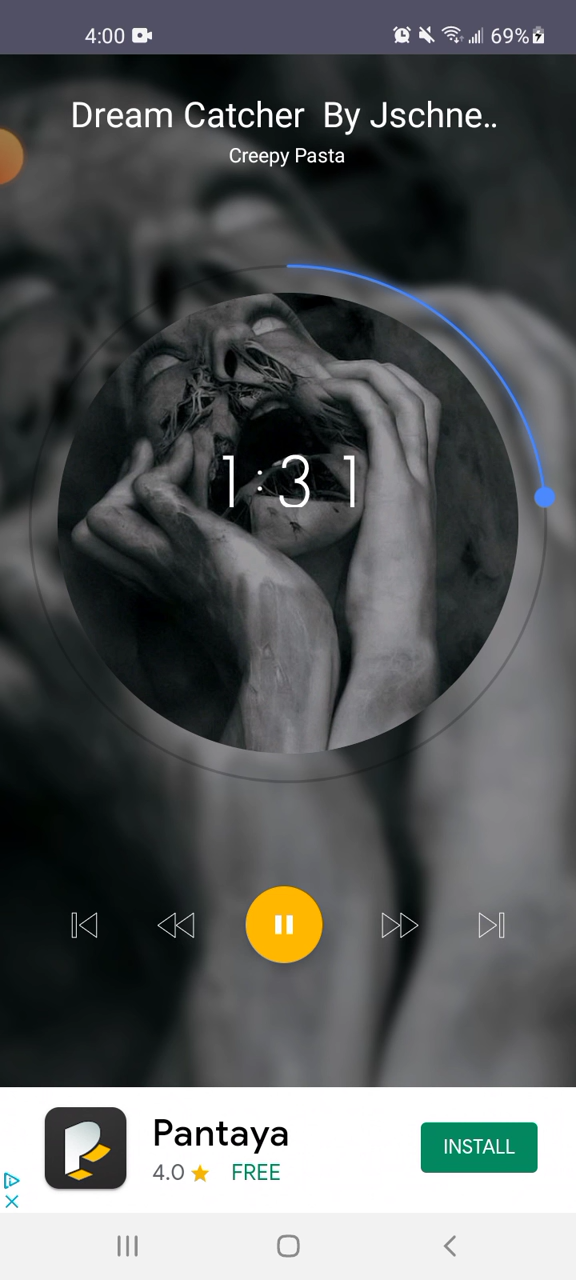 4:00 69%
Dream Catcher By Jschne..
Creepy Pasta
1:31
Pantaya
4.0 FREE
INSTALL